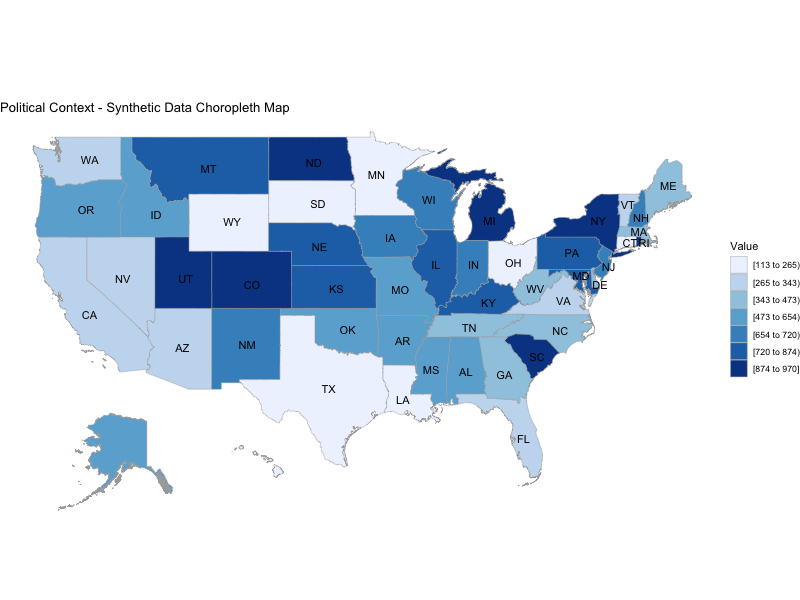 Political Context - Synthetic Data Choropleth Map
WA
MT
ND
MN
ME
OR
ID
WY
SD
WI
MI
VT
NH
NY
MA
CT
RI
NV
UT
CO
NE
IA
IL
IN
OH
PA
NJ
MD
DE
CA
AZ
NM
KS
MO
KY
WV
VA
OK
AR
TN
NC
TX
LA
MS
AL
GA
SC
FL
Value
[113 to 265)
[265 to 343)
[343 to 473)
[473 to 654)
[654 to 720)
[720 to 874)
[874 to 970]